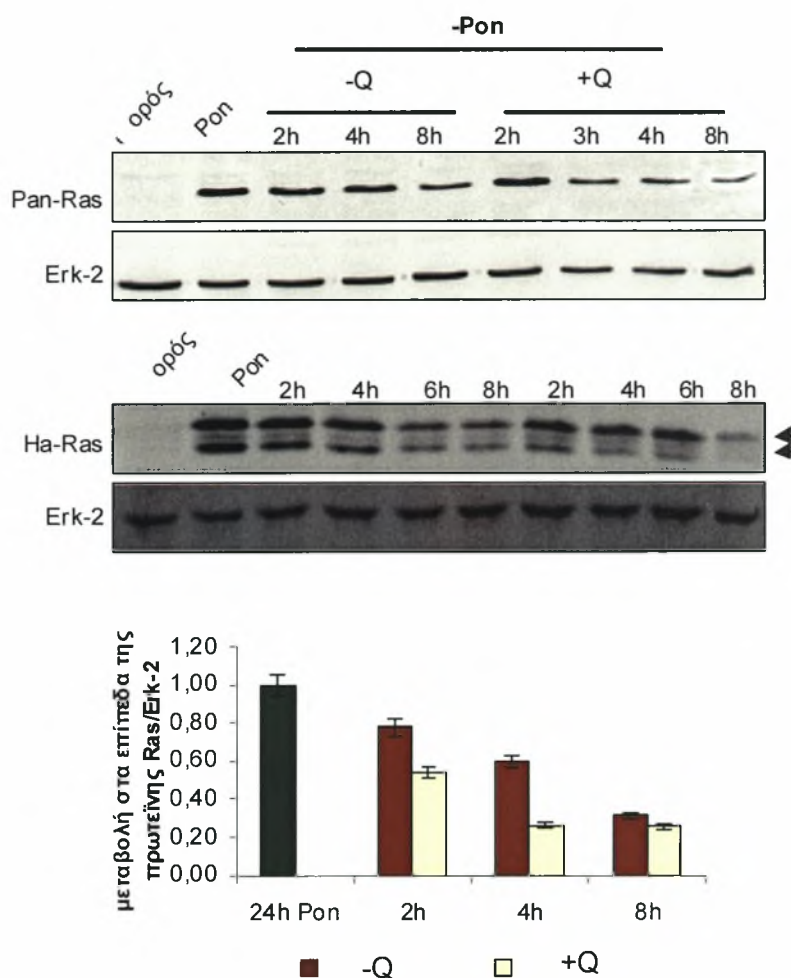 -Pon
-Q +Q
ορός Pon 2h 4h 8h 2h 3h 4h 8h
Pan-Ras
Erk-2
ορός Pon 2h 4h 6h 8h 2h 4h 6h 8h
Ha-Ras
Erk-2
μεταβολή στα επίπεδα της
πρωτεϊνης Ras/Erk-2
1,20
1,00
0,80
0,60
0,40
0,20
0,00
24h Pon 2h 4h 8h
-Q +Q